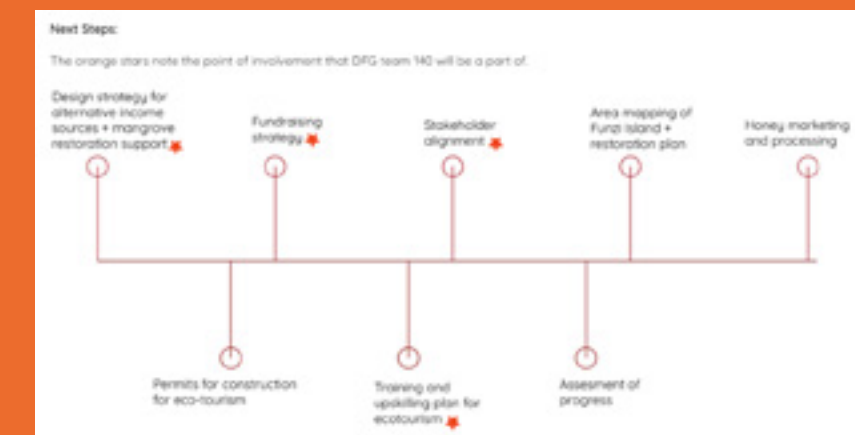 Next Steps:
The orange stars note the point of involvement that DFG team 140 will be a part of.
Design strategy for
alternative income
sources + mangrove
restoration support
Fundraising
strategy
Stakeholder
alignment
Area mapping of
Funzi Island +
restoration plan
Honey marketing
and processing
Permits for construction
for eco-tourism
Training and
upskilling plan for
ecotourism
Assesment of
progress